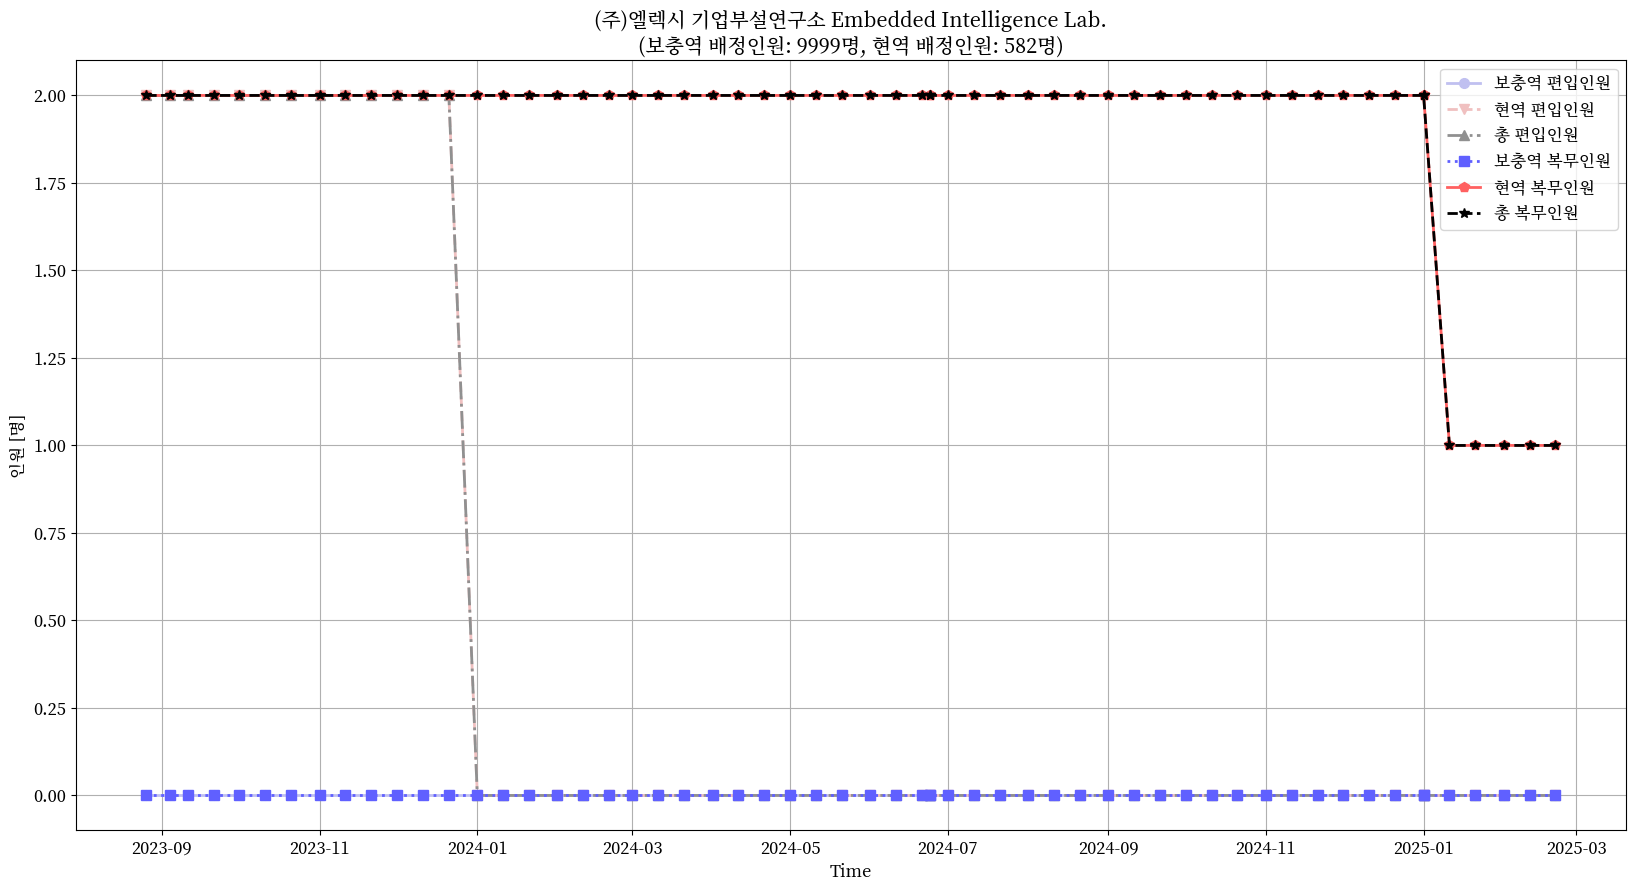 (주)엘렉시 기업부설연구소 Embedded Intelligence Lab.
(보충역 배정인원: 9999명, 현역 배정인원: 582명)
보충역 편입인원
현역 편입인원
총 편입인원
보충역 복무인원
현역 복무인원
총 복무인원
인원 [명]
2.00
1.75
1.50
1.25
1.00
0.75
0.50
0.25
0.00
2023-09
2023-11
2024-01
2024-03
2024-05
2024-07
2024-09
2024-11
2025-01
2025-03
Time